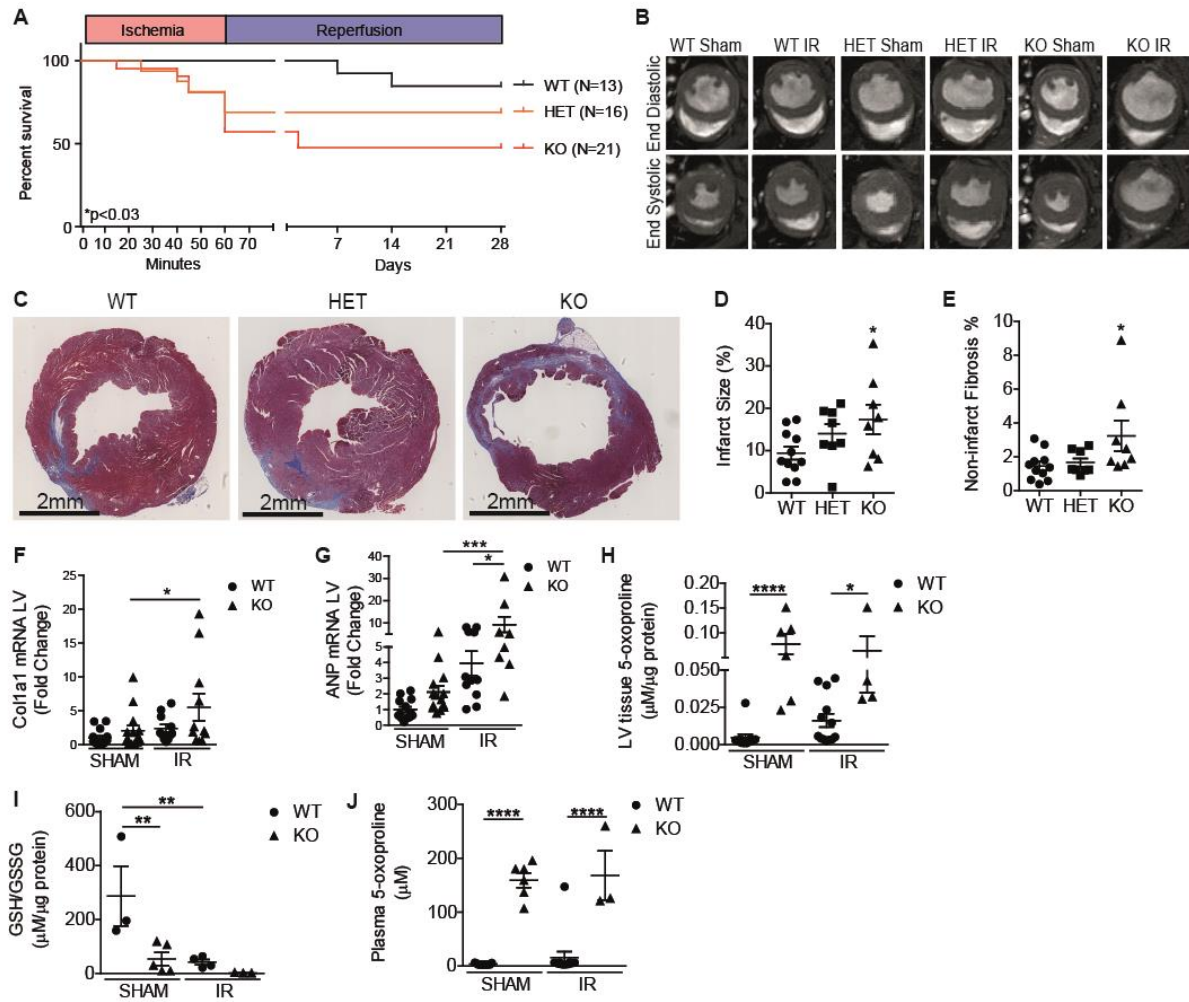 A
Ischemia
Reperfusion
Percent survival
100
50
0
WT (N=13)
HET (N=16)
KO (N=21)
*p<0.03
0 10 20 30 40 50 60 70
7 14 21 28
Minutes
Days
B
WT Sham
WT IR
HET Sham
HET IR
KO Sham
KO IR
End Diastolic
End Systolic
C
WT
HET
KO
2mm
2mm
2mm
D
Infarct Size (%)
40
30
20
10
0
*
WT HET KO
E
Non-infarct Fibrosis %
10
8
6
4
2
0
*
WT HET KO
F
Col1a1 mRNA LV
(Fold Change)
25
20
15
10
5
0
*
WT
KO
SHAM IR
G
ANP mRNA LV
(Fold Change)
40
30
20
10
5
4
3
2
1
0
***
*
WT
KO
SHAM IR
H
LV tissue 5-oxoproline
(µM/µg protein)
0.20
0.15
0.10
0.050
0.025
0.000
****
*
WT
KO
SHAM IR
I
GSH/GSSG
(µM/µg protein)
600
400
200
0
**
**
WT
KO
SHAM IR
J
Plasma 5-oxoproline
(µM)
300
200
100
0
****
****
WT
KO
SHAM IR